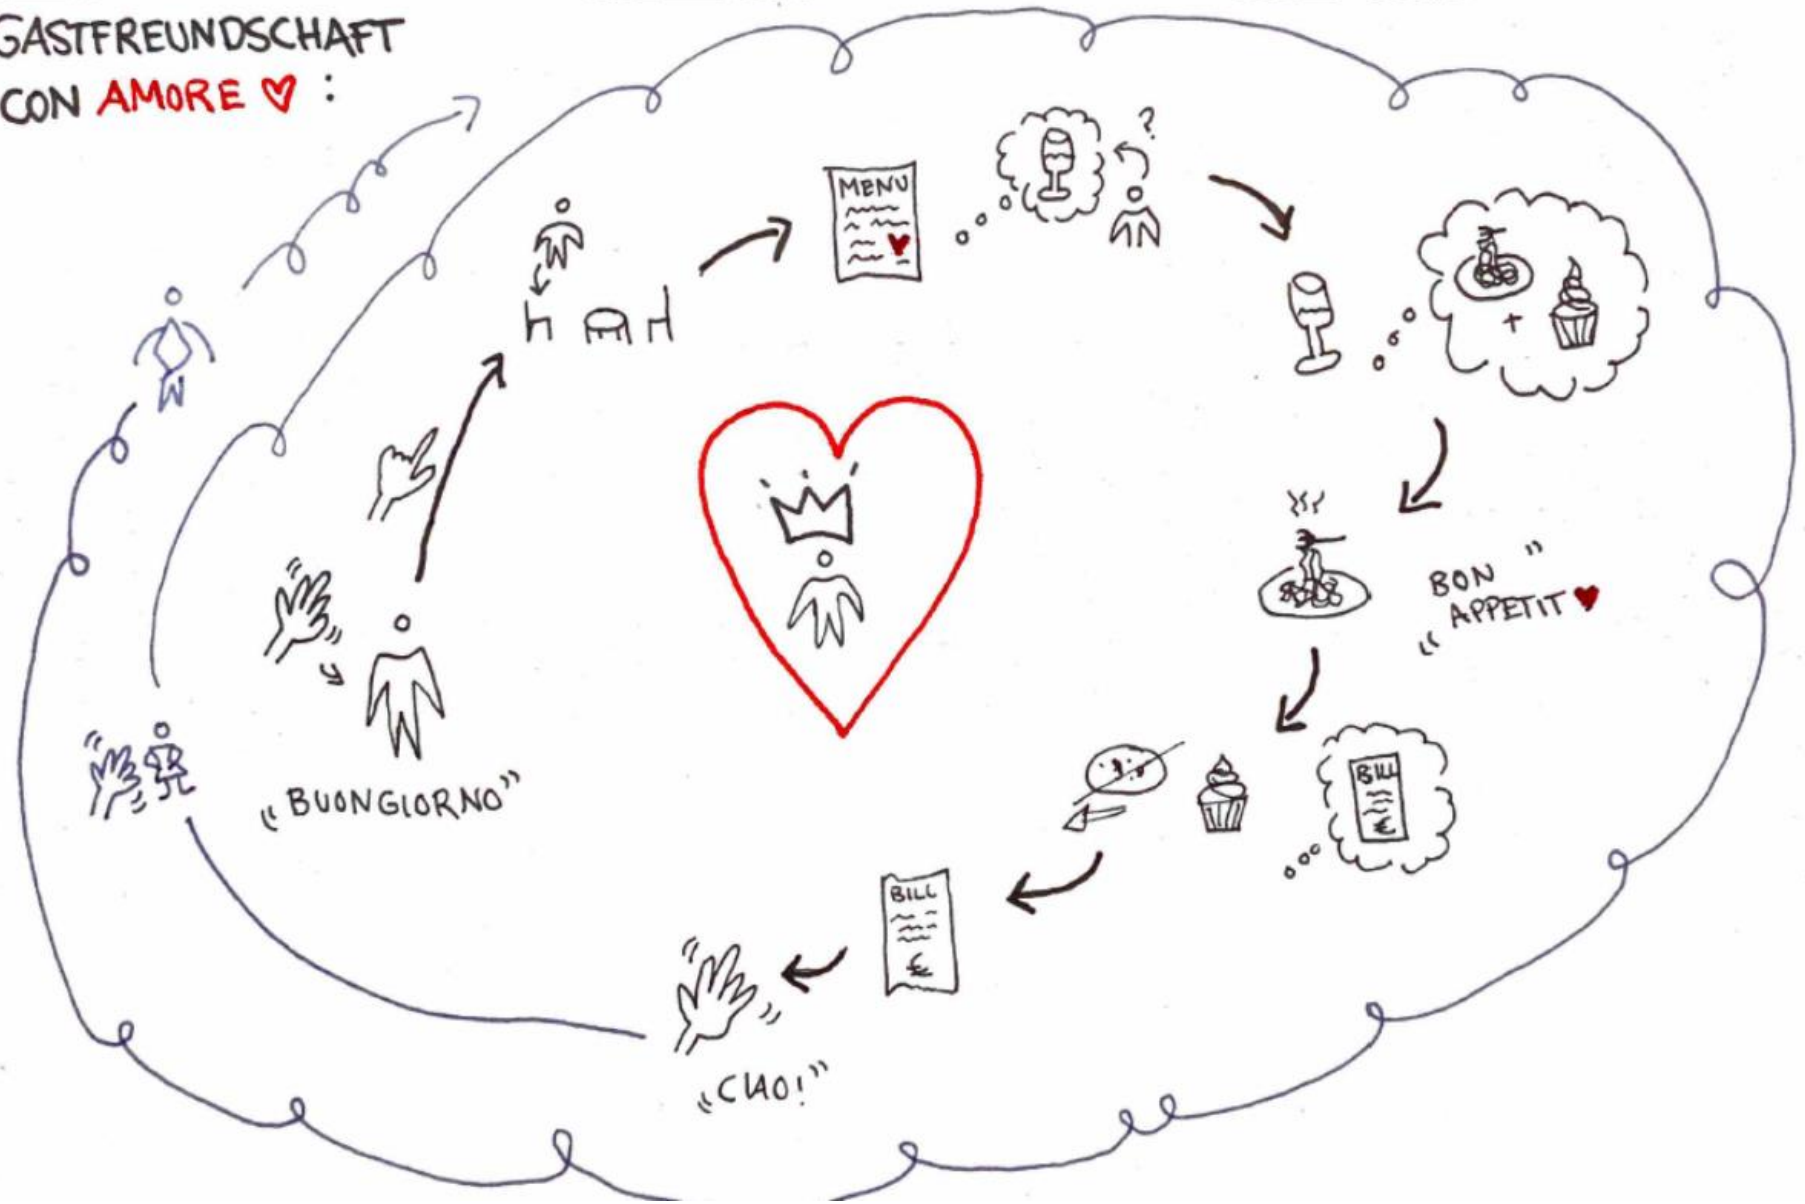 GASTFREUNDSCHAFT
CON AMORE ♥ :
MENU
?
+
„BON
APPETIT“ ♥
BILL
€
BILL
€
„BUONGIORNO“
„CIAO!“